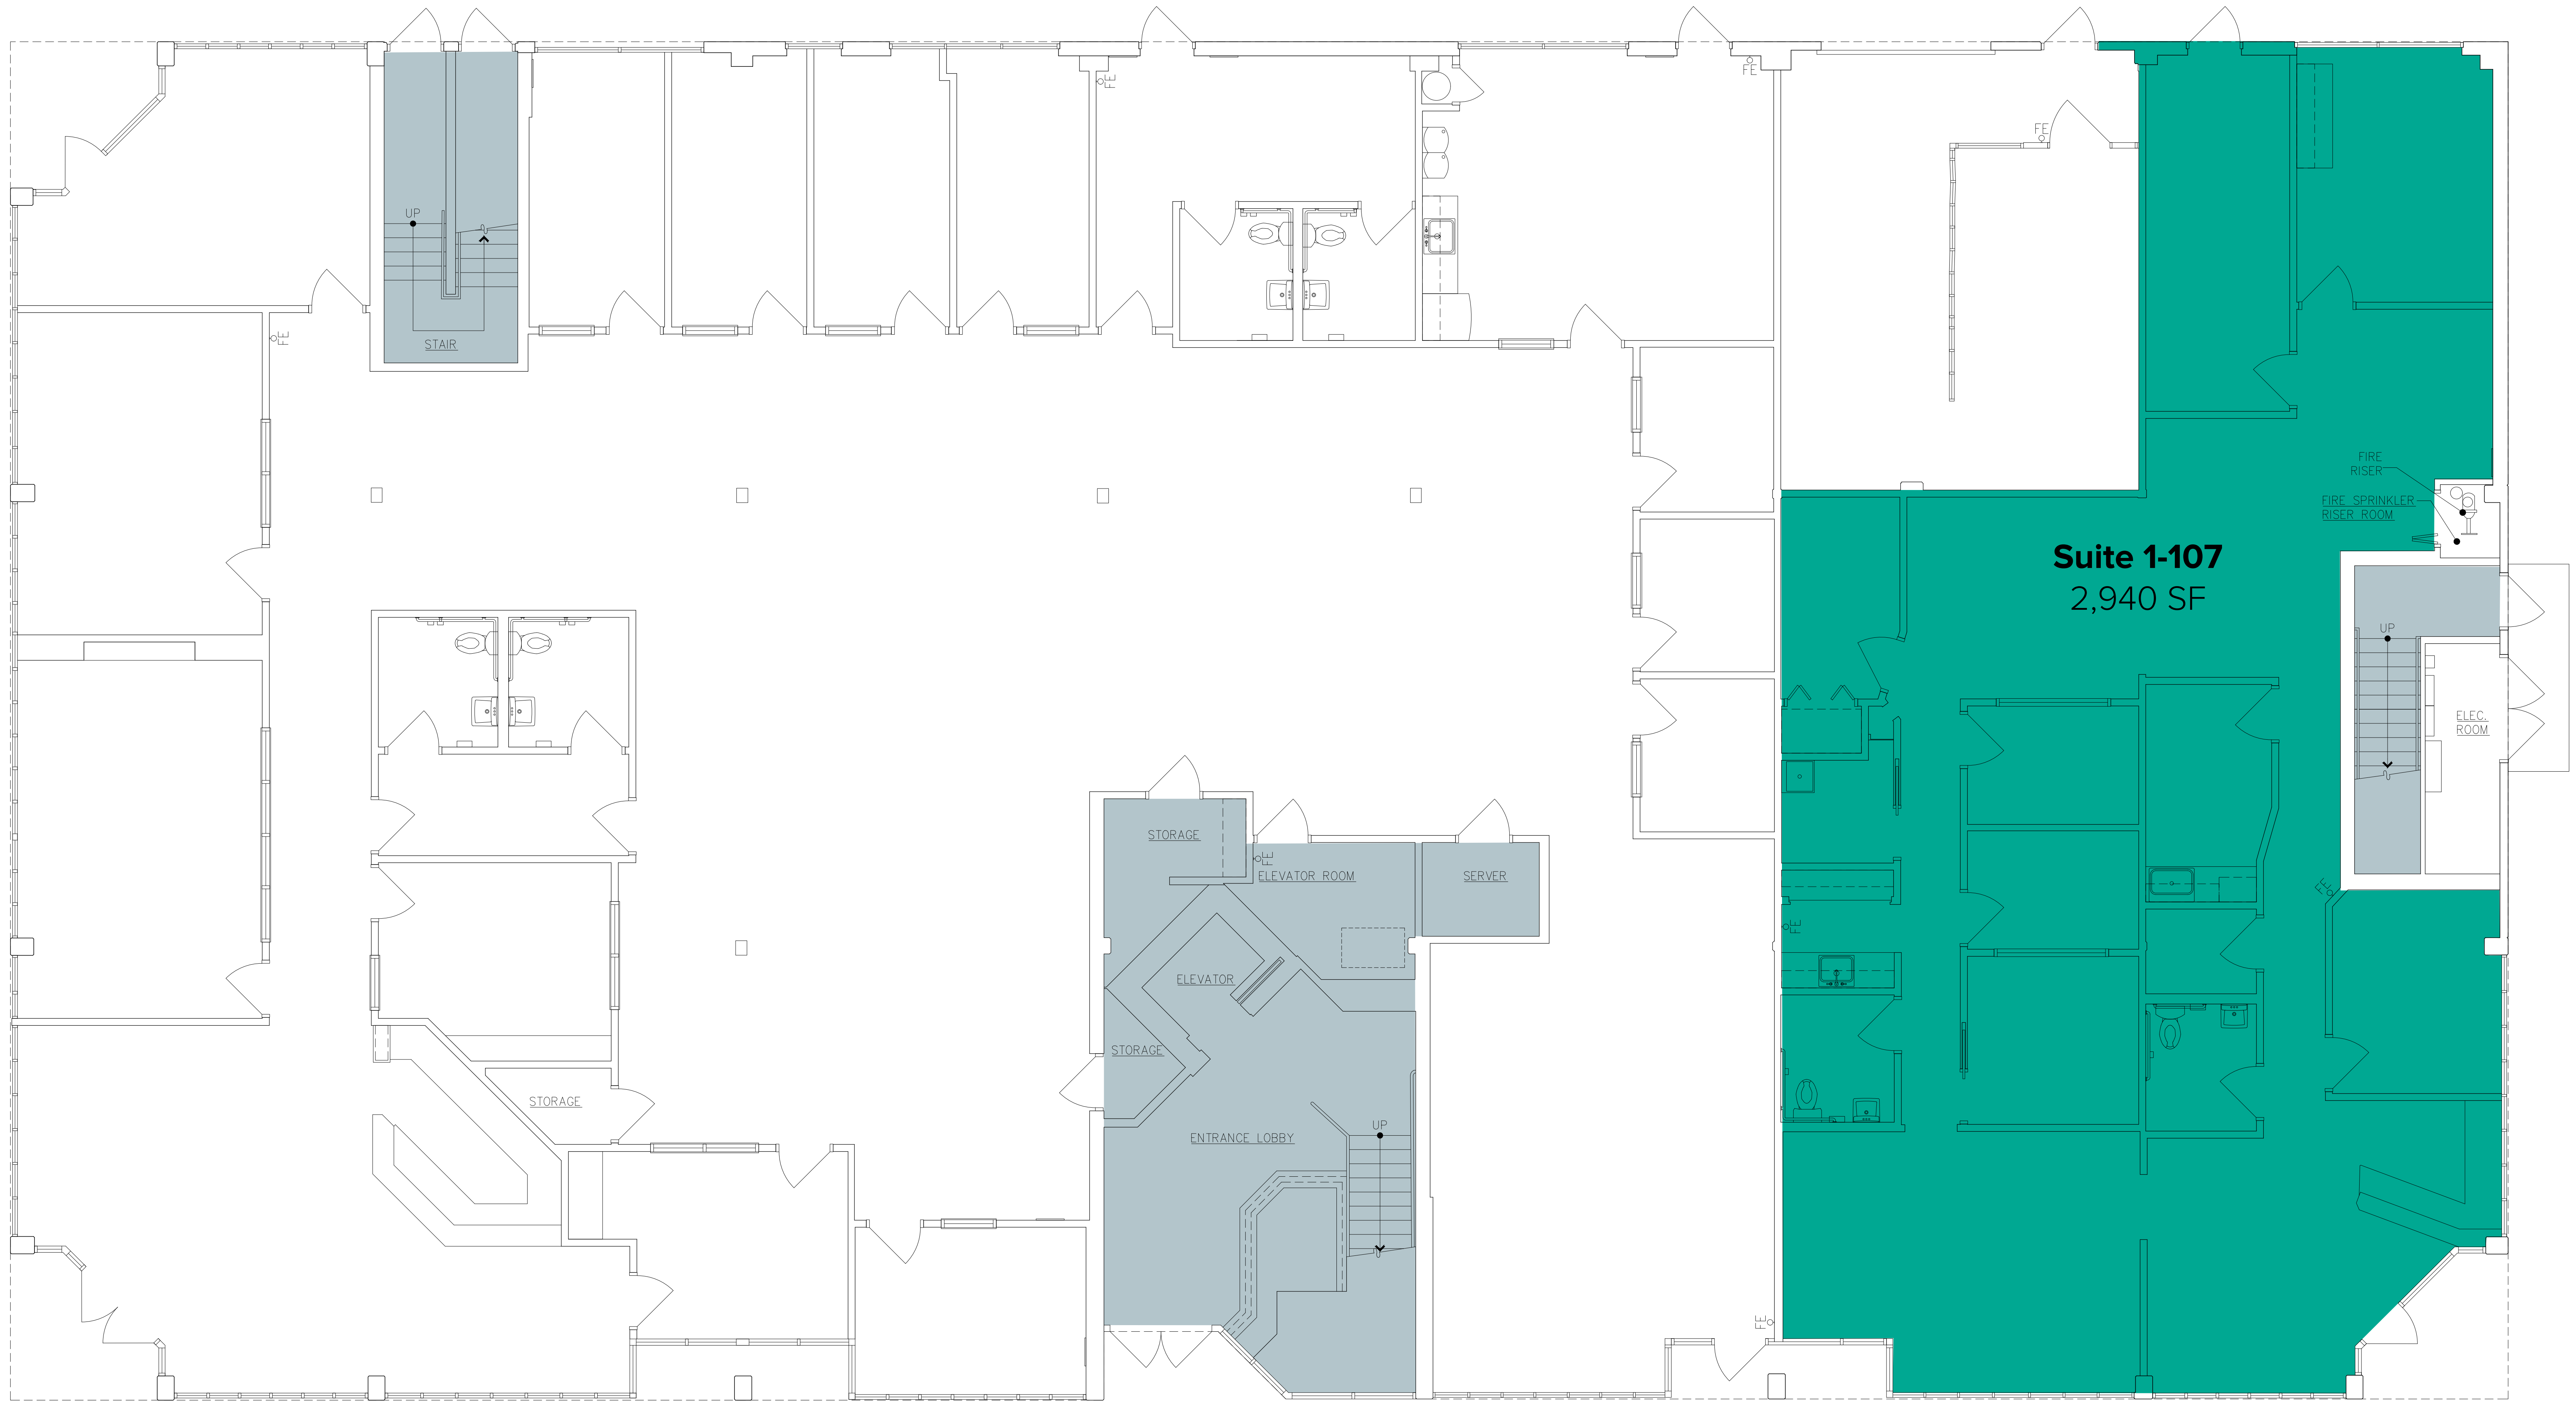 FE
FE
FE
UP
STAIR
FE
FIRE
RISER
FIRE SPRINKLER
RISER ROOM
Suite 1-107
2,940 SF
UP
ELEC.
ROOM
STORAGE
FE
ELEVATOR ROOM
SERVER
FE
FE
ELEVATOR
STORAGE
STORAGE
UP
ENTRANCE LOBBY
FE